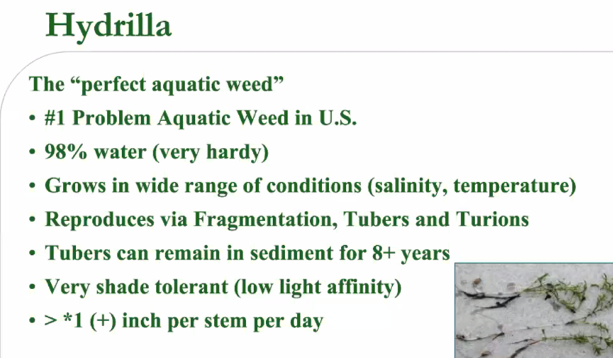 Hydrilla
The “perfect aquatic weed”
• #1 Problem Aquatic Weed in U.S.
• 98% water (very hardy)
• Grows in wide range of conditions (salinity, temperature)
• Reproduces via Fragmentation, Tubers and Turions
• Tubers can remain in sediment for 8+ years
• Very shade tolerant (low light affinity)
• > *1 (+) inch per stem per day